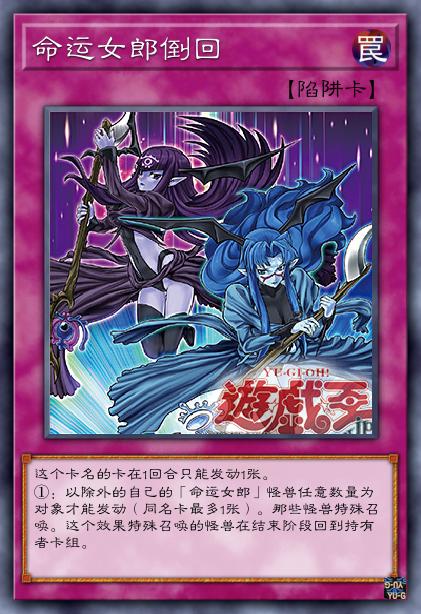 命运女郎倒回
罠
【陷阱卡】
YU-GI-OH!
遊戯王.jp
这个卡名的卡在1回合只能发动1张。
①：以除外的自己的「命运女郎」怪兽任意数量为
对象才能发动（同名卡最多1张）。那些怪兽特殊召
唤。这个效果特殊召唤的怪兽在结束阶段回到持有
者卡组。